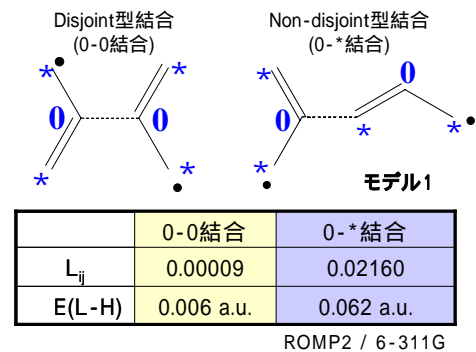 Disjoint型結合 Non-disjoint型結合
(0-0結合) (0-*結合)
* * * 0
0 0 0
* * * * *
モデル1
0-0結合 0-*結合
Lij 0.00009 0.02160
E(L-H) 0.006 a.u. 0.062 a.u.
ROMP2 / 6-311G